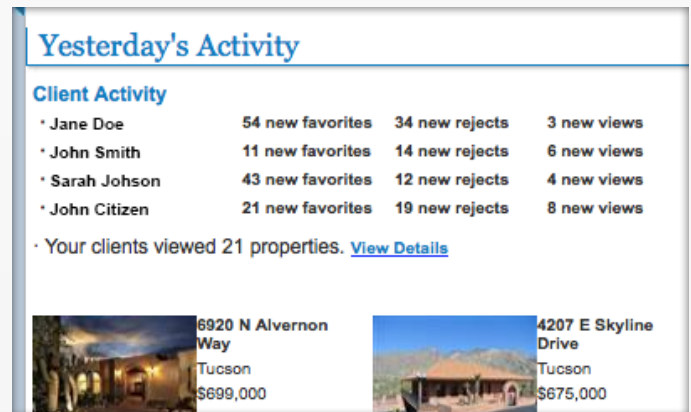 Yesterday's Activity
Client Activity
· Jane Doe 54 new favorites 34 new rejects 3 new views
· John Smith 11 new favorites 14 new rejects 6 new views
· Sarah Johson 43 new favorites 12 new rejects 4 new views
· John Citizen 21 new favorites 19 new rejects 8 new views
· Your clients viewed 21 properties. View Details
6920 N Alvernon
Way
Tucson
$699,000
4207 E Skyline
Drive
Tucson
$675,000